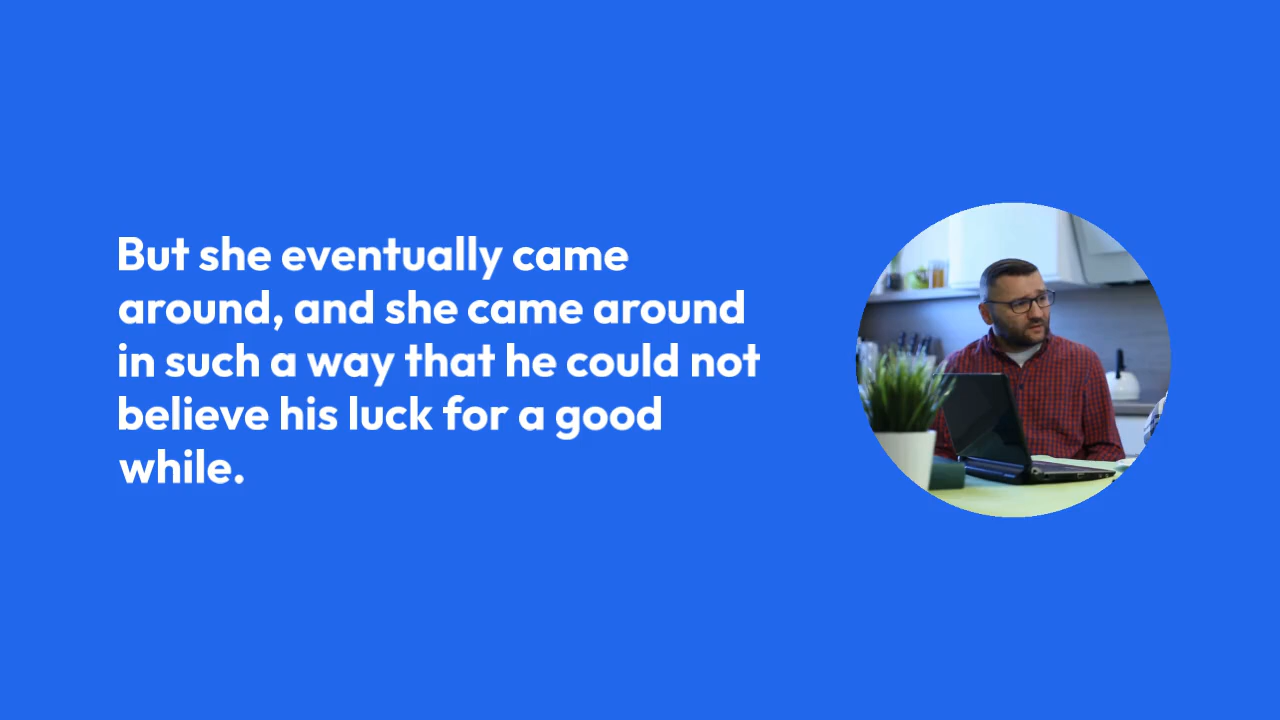 But she eventually came
around, and she came around
in such a way that he could not
believe his luck for a good
while.